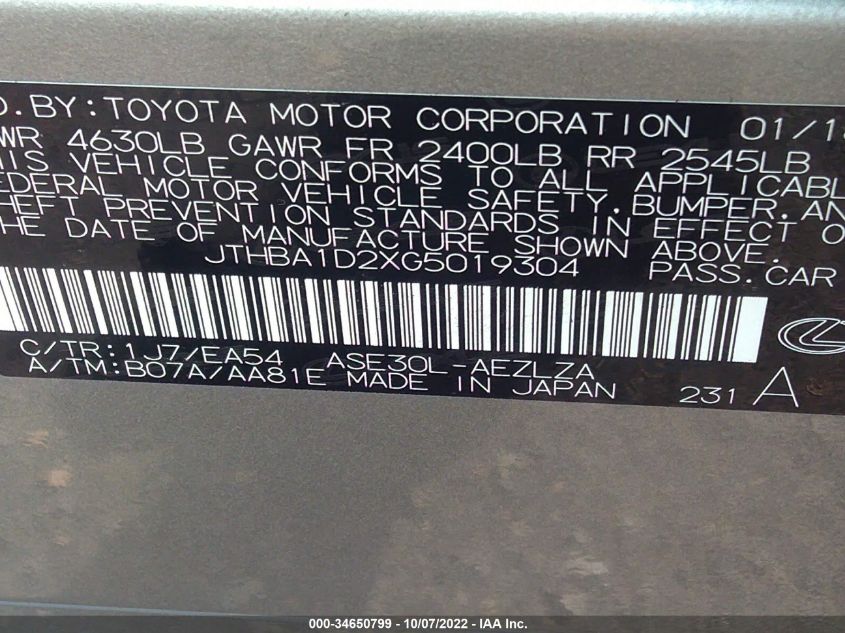 D.BY:TOYOTA MOTOR CORPORATION 01/1
WR 4630LB GAWR FR 2400LB RR 2545LB
HIS VEHICLE CONFORMS TO ALL APPLICABL
EDERAL MOTOR VEHICLE SAFETY,BUMPER,AN
HEFT PREVENTION STANDARDS IN EFFECT O
HE DATE OF MANUFACTURE SHOWN ABOVE.
JTHBA1D2XG5019304 PASS.CAR
C/TR:1J7/EA54 ASE30L-AEZLZA
A/TM:B07A/AA81E MADE IN JAPAN 231 A
000-34650799 - 10/07/2022 - IAA Inc.